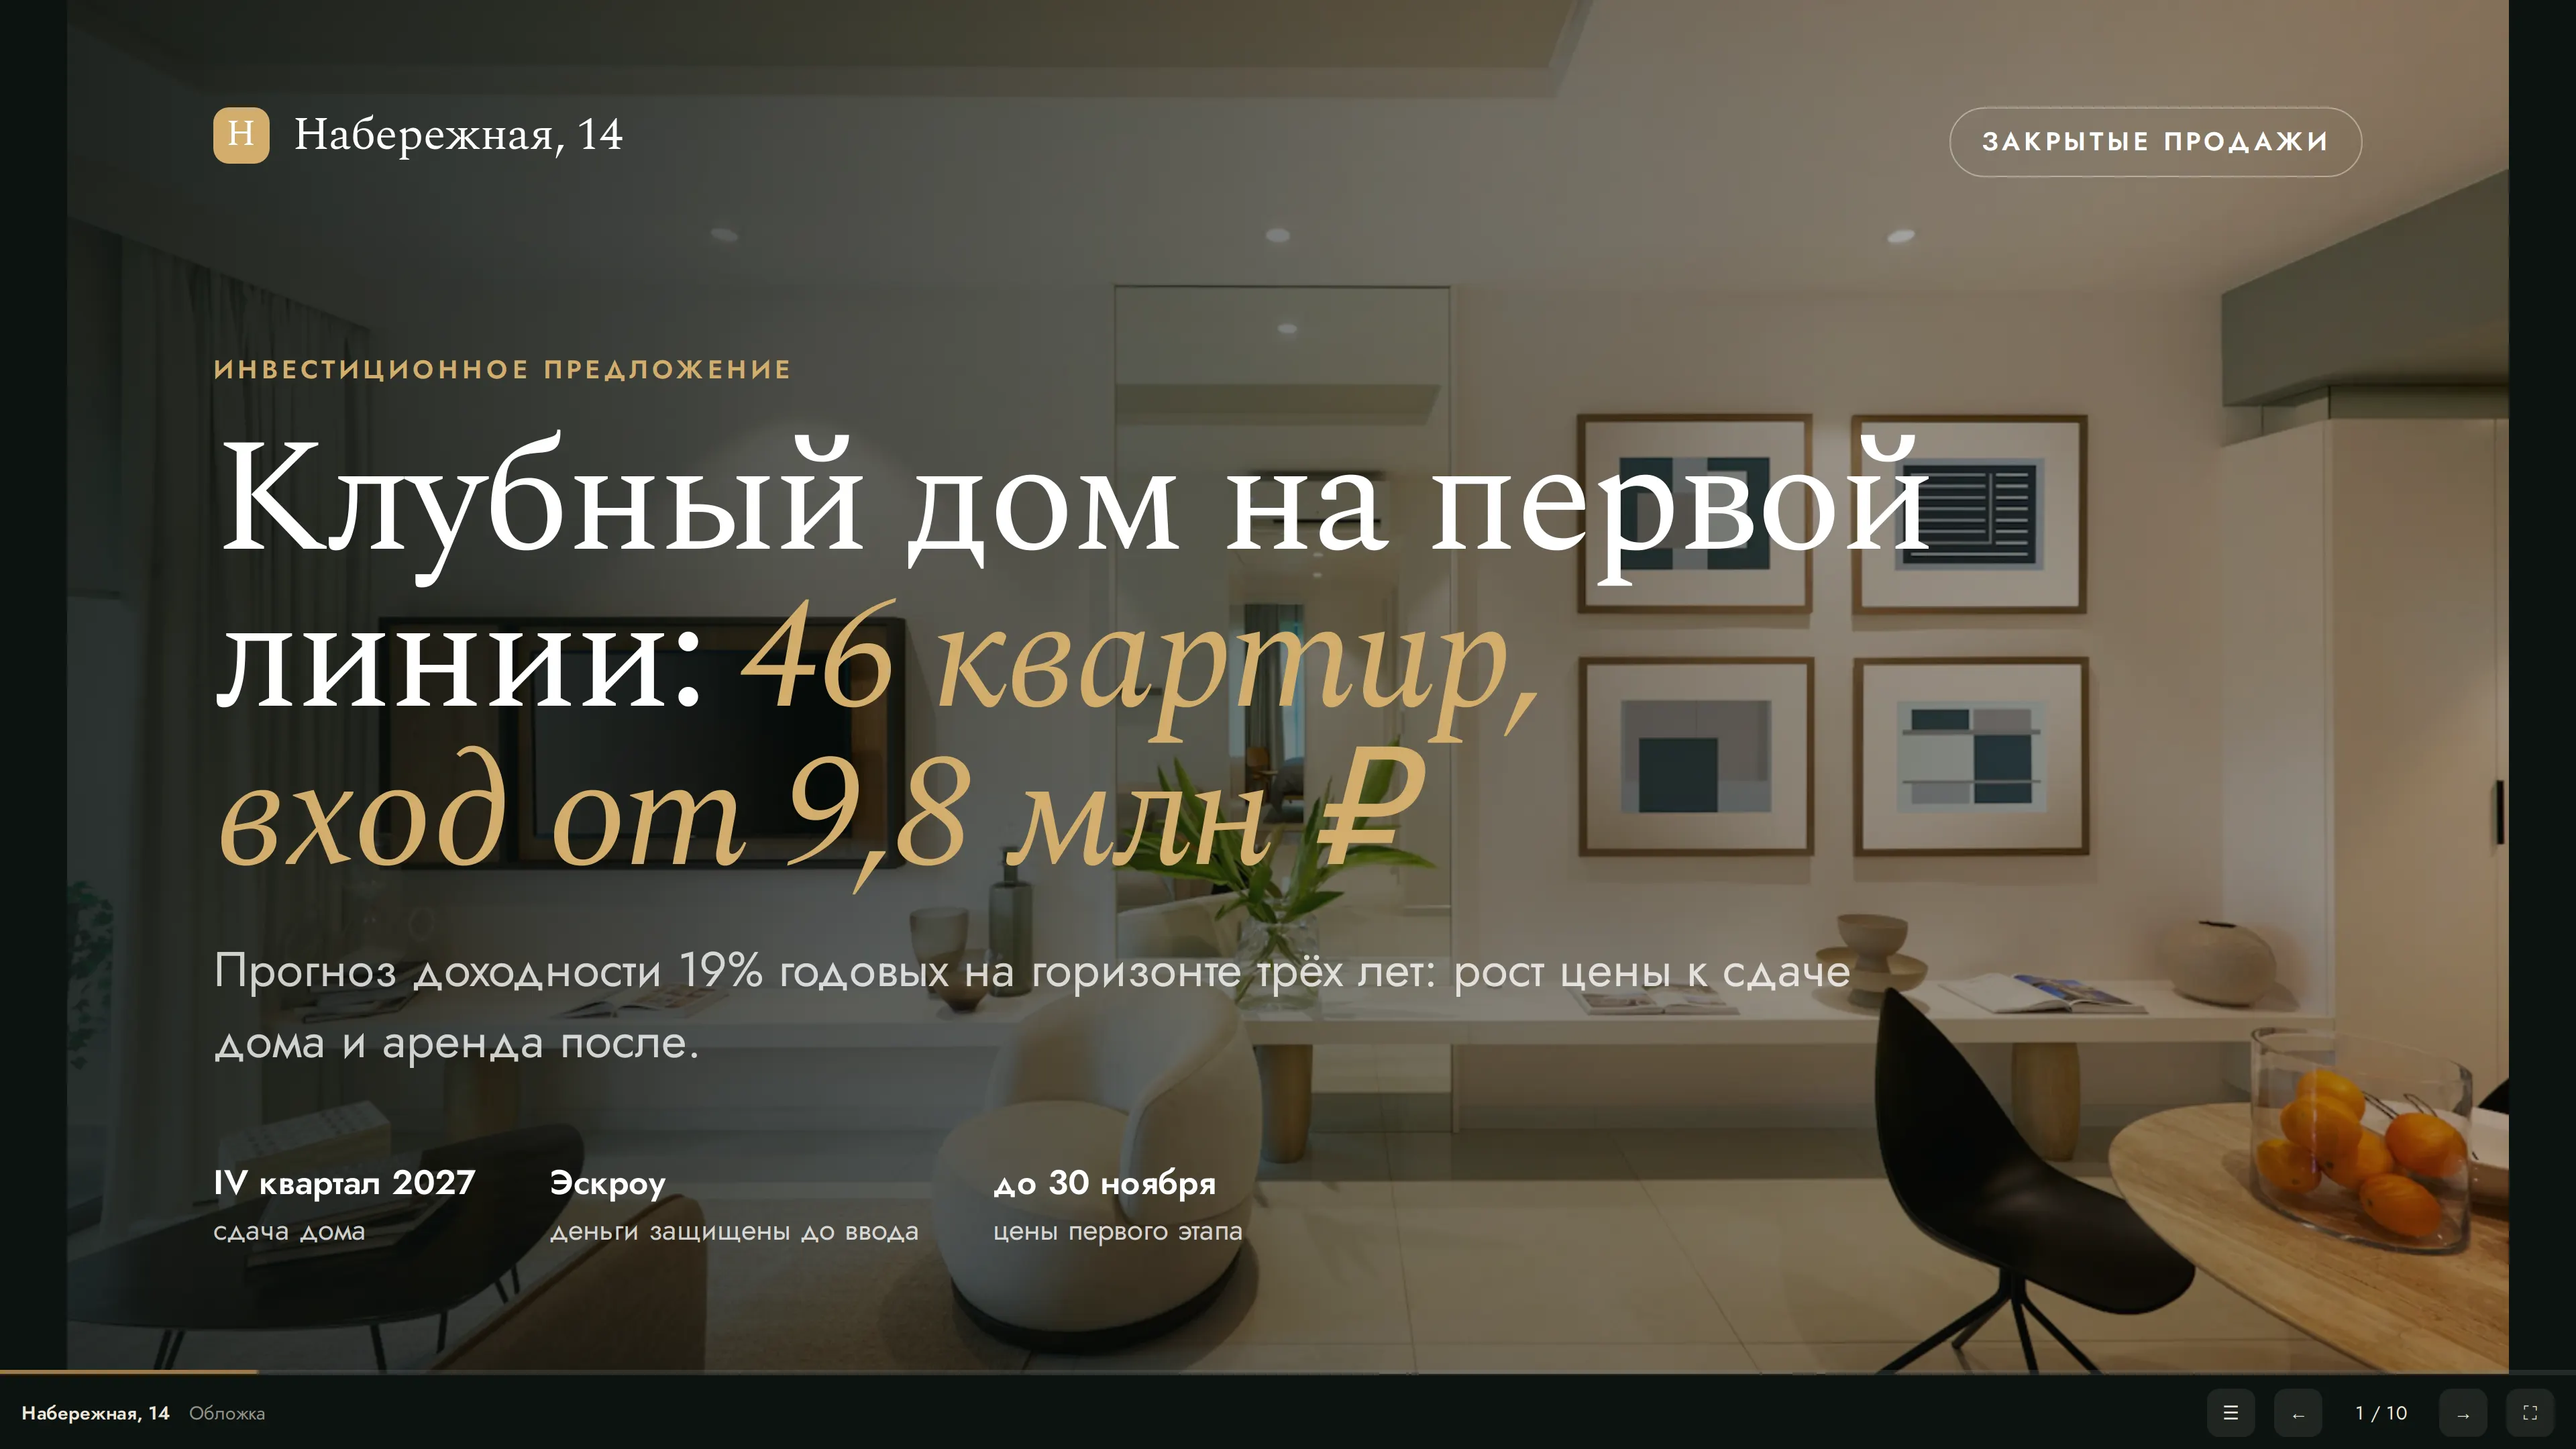 Н Набережная, 14
ЗАКРЫТЫЕ ПРОДАЖИ
ИНВЕСТИЦИОННОЕ ПРЕДЛОЖЕНИЕ
Клубный дом на первой
линии: 46 квартир,
вход от 9,8 млн ₽
Прогноз доходности 19% годовых на горизонте трёх лет: рост цены к сдаче
дома и аренда после.
IV квартал 2027
сдача дома
Эскроу
деньги защищены до ввода
до 30 ноября
цены первого этапа
Набережная, 14 Обложка
1 / 10